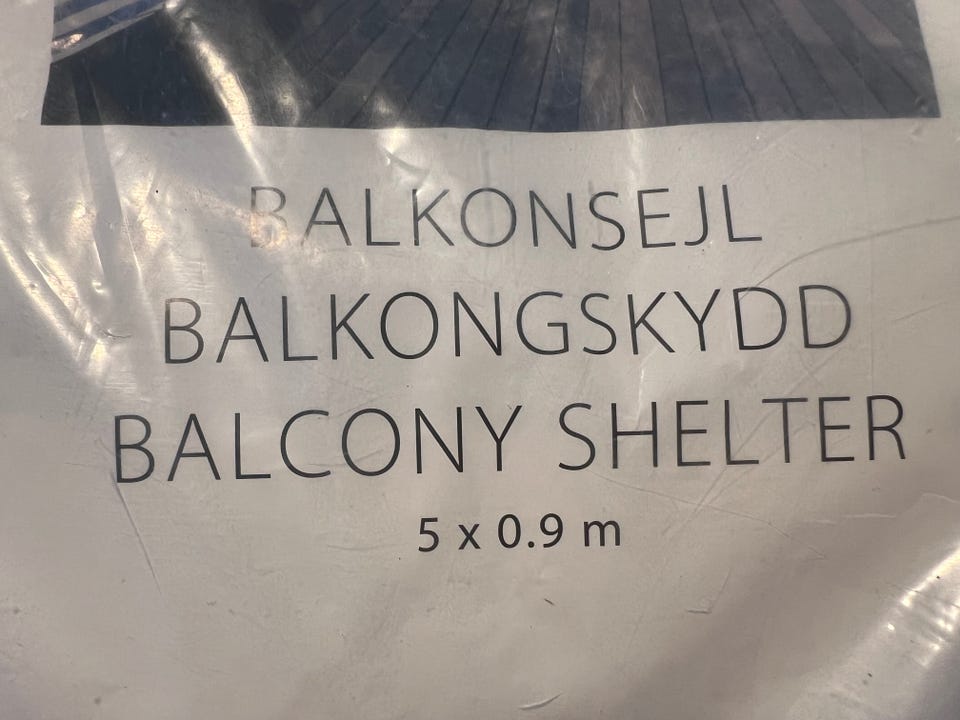 BALKONSEJL
BALKONGSKYDD
BALCONY SHELTER
5 x 0.9 m